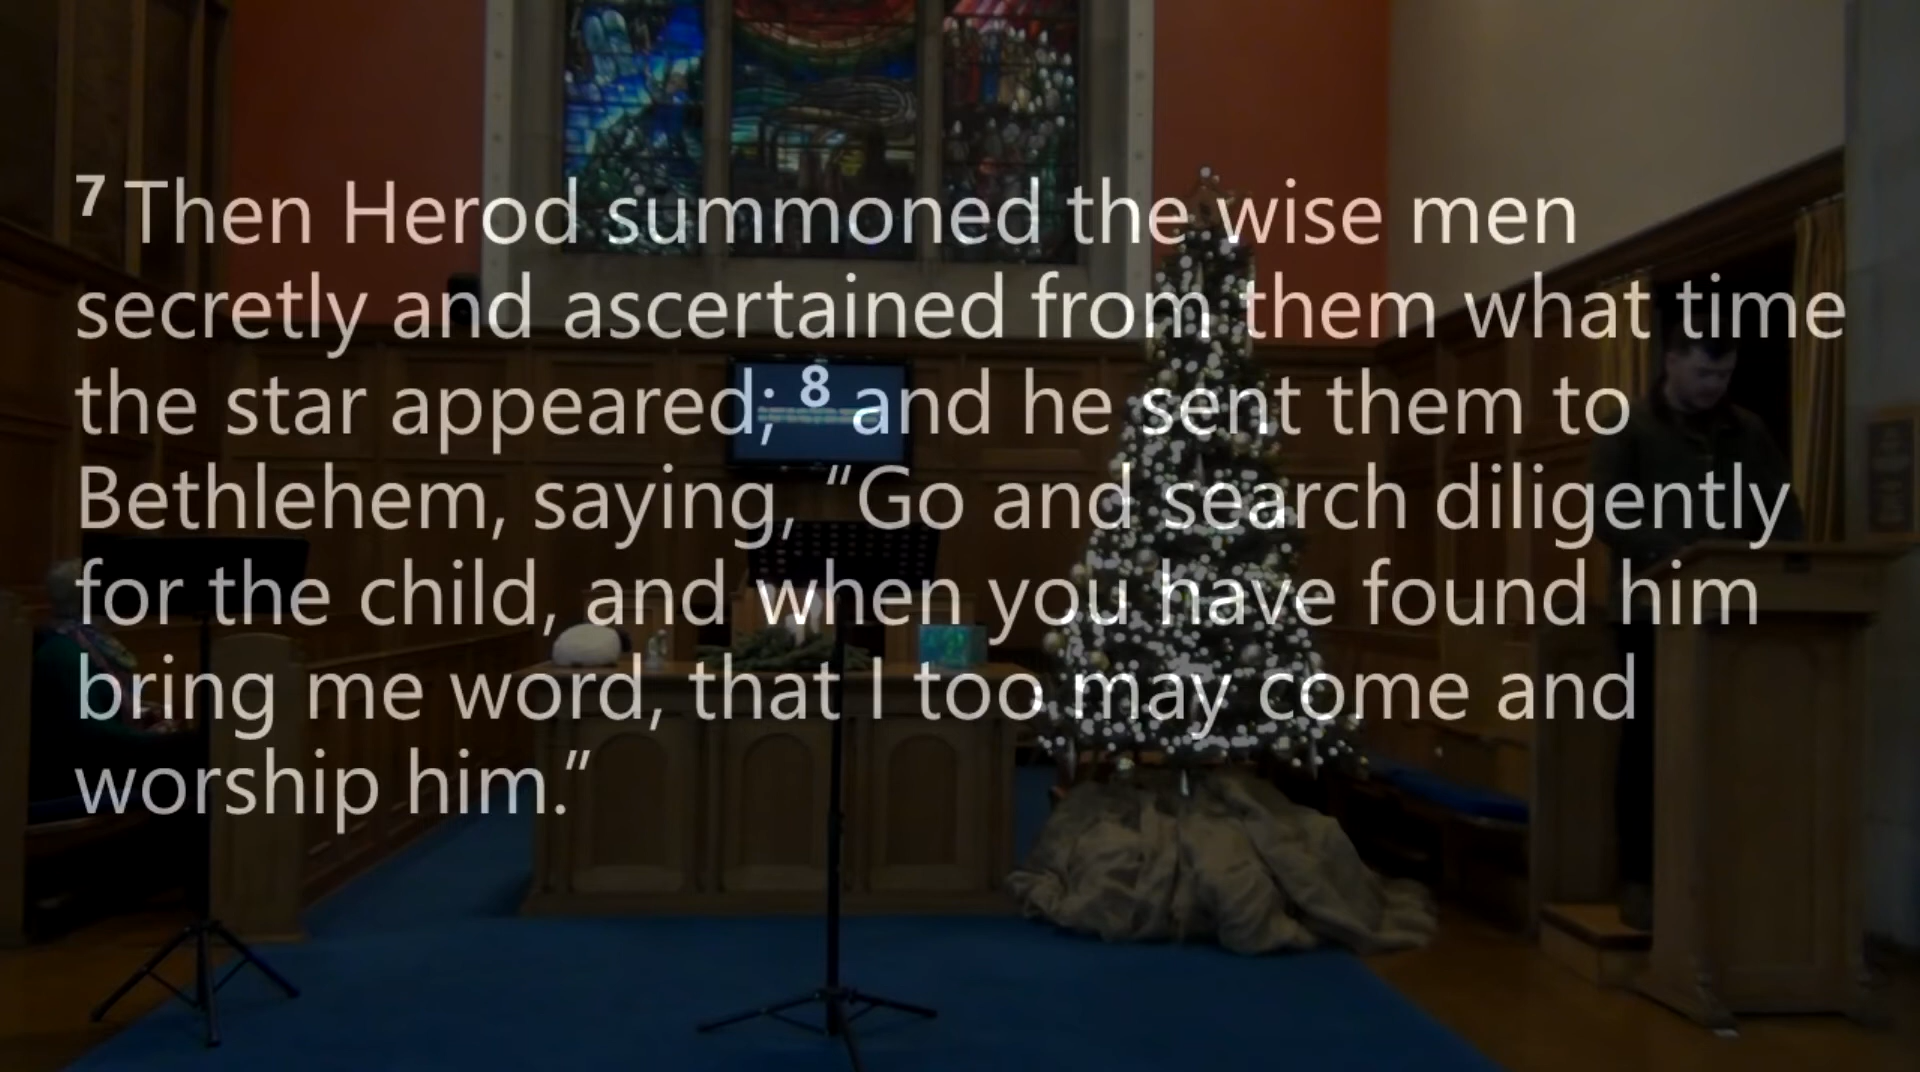 7 Then Herod summoned the wise men
secretly and ascertained from them what time
the star appeared; 8 and he sent them to
Bethlehem, saying, “Go and search diligently
for the child, and when you have found him
bring me word, that I too may come and
worship him.”